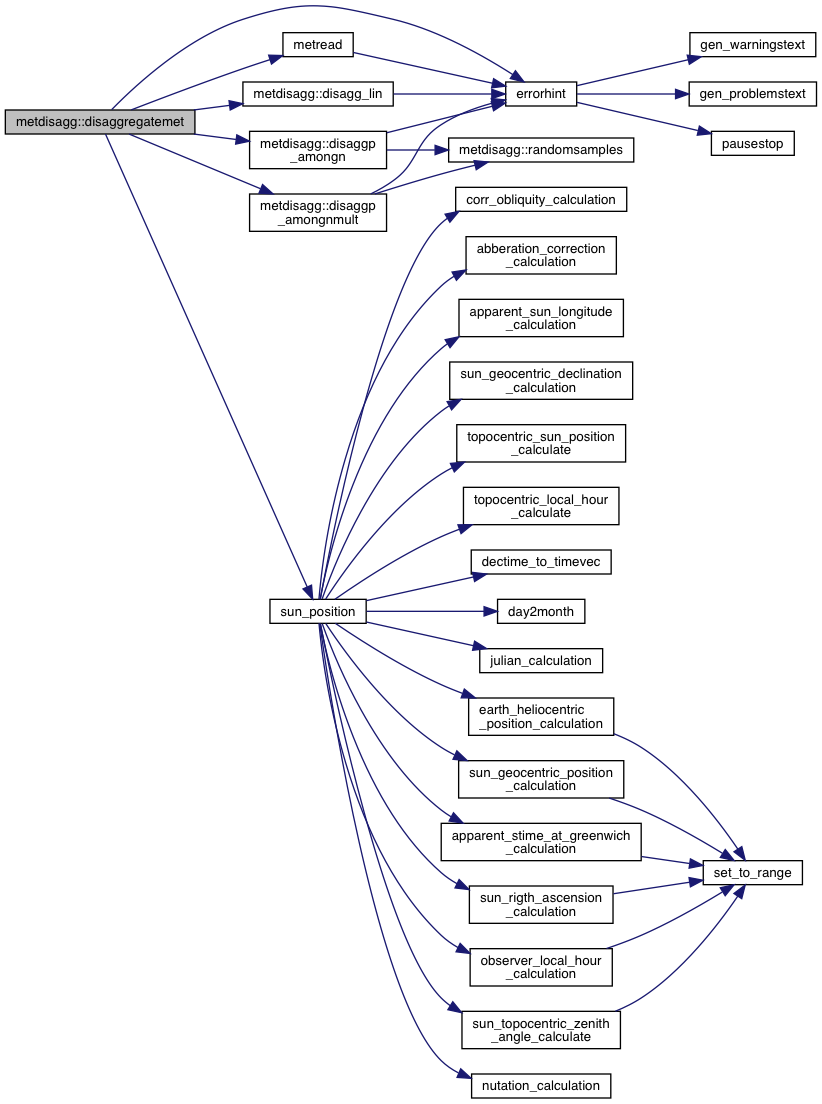 metread
gen_warningstext
metdisagg::disagg_lin
errorhint
gen_problemstext
metdisagg::disaggregatemet
metdisagg::disaggp
_amongn
metdisagg::randomsamples
pausestop
metdisagg::disaggp
_amongnmult
corr_obliquity_calculation
abberation_correction
_calculation
apparent_sun_longitude
_calculation
sun_geocentric_declination
_calculation
topocentric_sun_position
_calculate
topocentric_local_hour
_calculate
dectime_to_timevec
sun_position
day2month
julian_calculation
earth_heliocentric
_position_calculation
sun_geocentric_position
_calculation
apparent_stime_at_greenwich
_calculation
set_to_range
sun_rigth_ascension
_calculation
observer_local_hour
_calculation
sun_topocentric_zenith
_angle_calculate
nutation_calculation